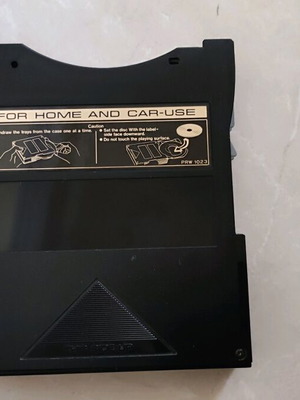 FOR HOME AND CAR-USE
Caution
draw the trays from the case one at a time.
● Set the disc With the label-
side face downward.
● Do not touch the playing surface.
PRW 1023